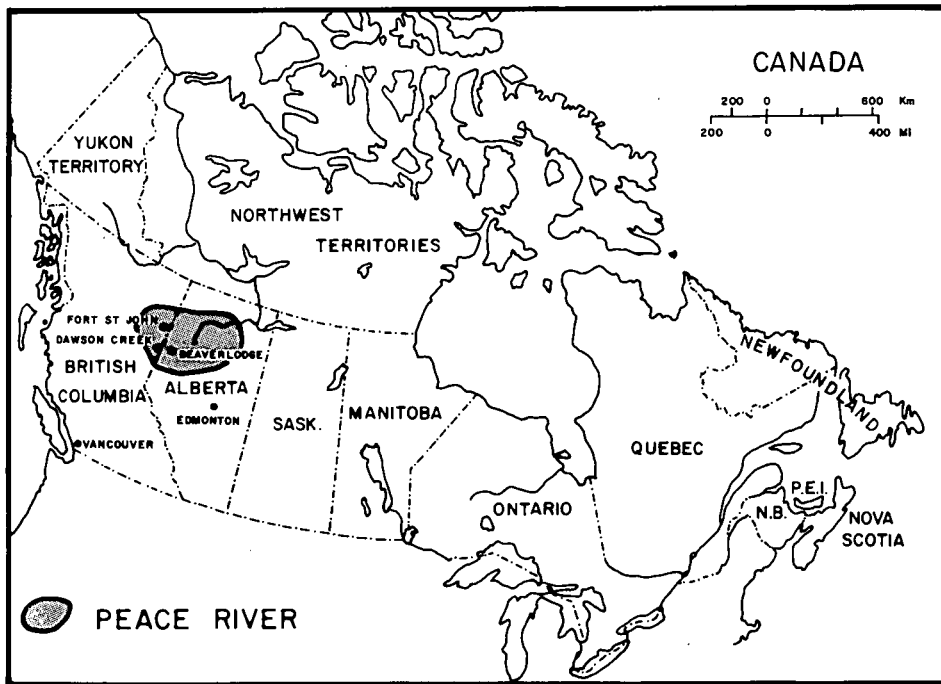 CANADA
200 0 600 Km
200 0 400 Mi
YUKON
TERRITORY
NORTHWEST
TERRITORIES
FORT ST JOHN
DAWSON CREEK
BEAVERLODGE
BRITISH
COLUMBIA
ALBERTA
EDMONTON
VANCOUVER
SASK.
MANITOBA
ONTARIO
QUEBEC
NEWFOUNDLAND
P.E.I.
N.B.
NOVA
SCOTIA
PEACE RIVER